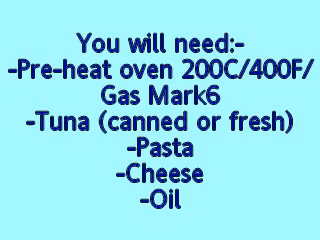 You will need:-
-Pre-heat oven 200C/400F/
Gas Mark6
-Tuna (canned or fresh)
-Pasta
-Cheese
-Oil